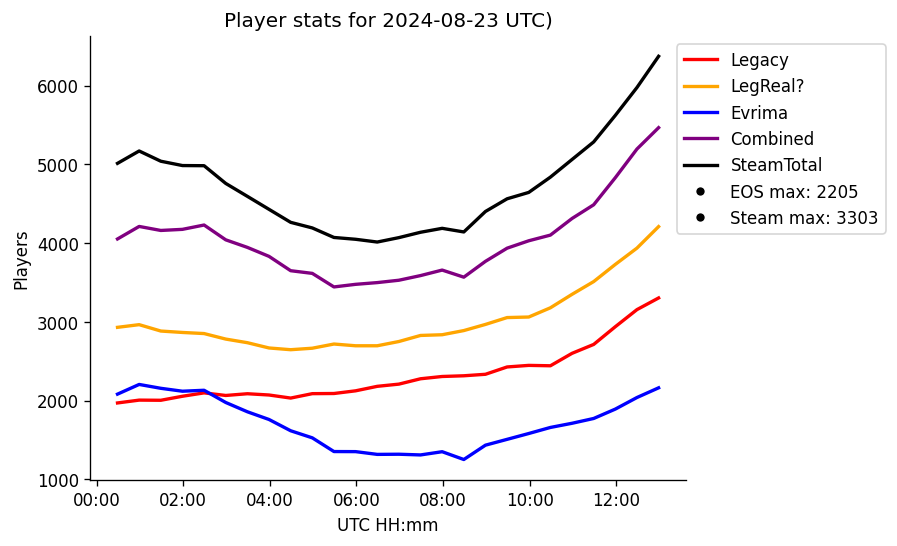 Player stats for 2024-08-23 UTC)
Legacy
LegReal?
Evrima
Combined
SteamTotal
EOS max: 2205
Steam max: 3303
Players
6000
5000
4000
3000
2000
1000
00:00 02:00 04:00 06:00 08:00 10:00 12:00
UTC HH:mm